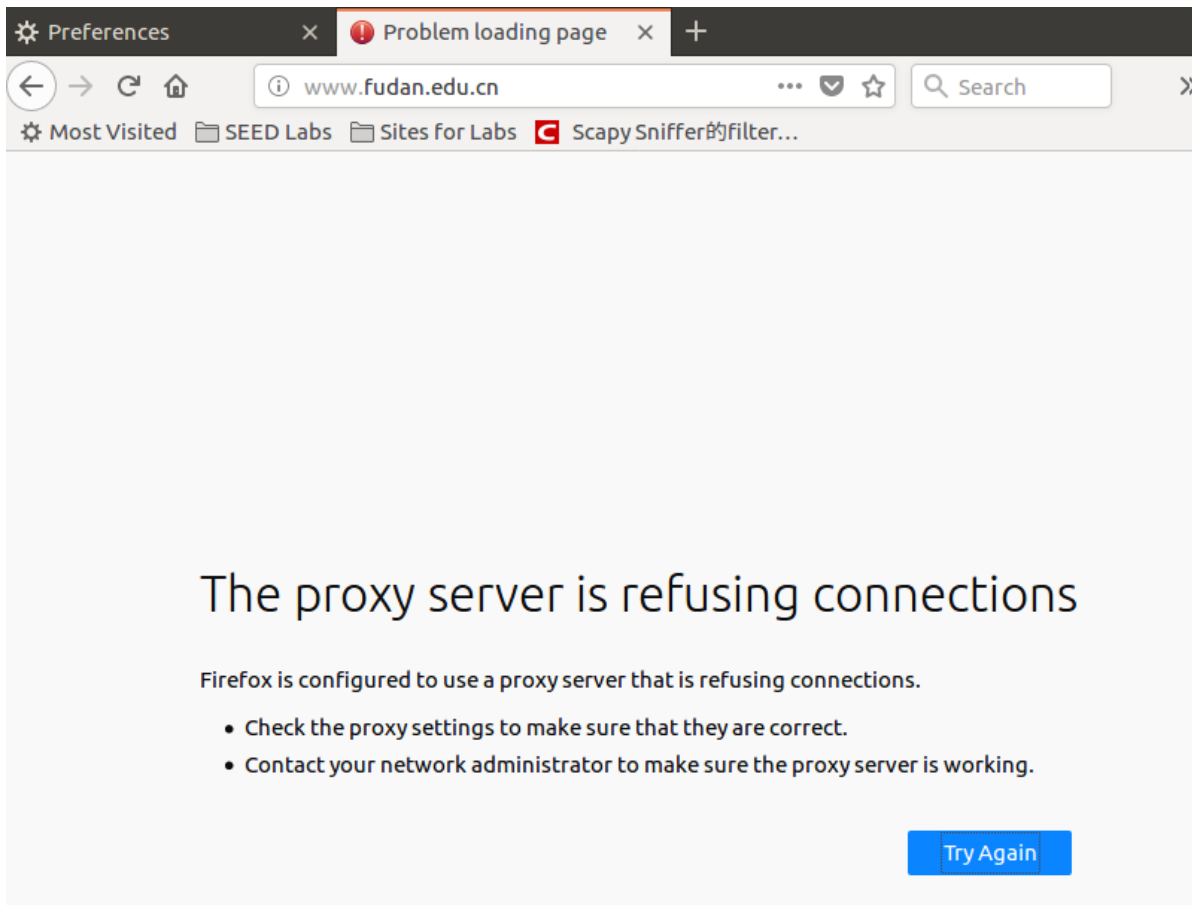 Preferences
Problem loading page
www.fudan.edu.cn
Search
Most Visited SEED Labs Sites for Labs C Scapy Sniffer的filter...
The proxy server is refusing connections
Firefox is configured to use a proxy server that is refusing connections.
• Check the proxy settings to make sure that they are correct.
• Contact your network administrator to make sure the proxy server is working.
Try Again